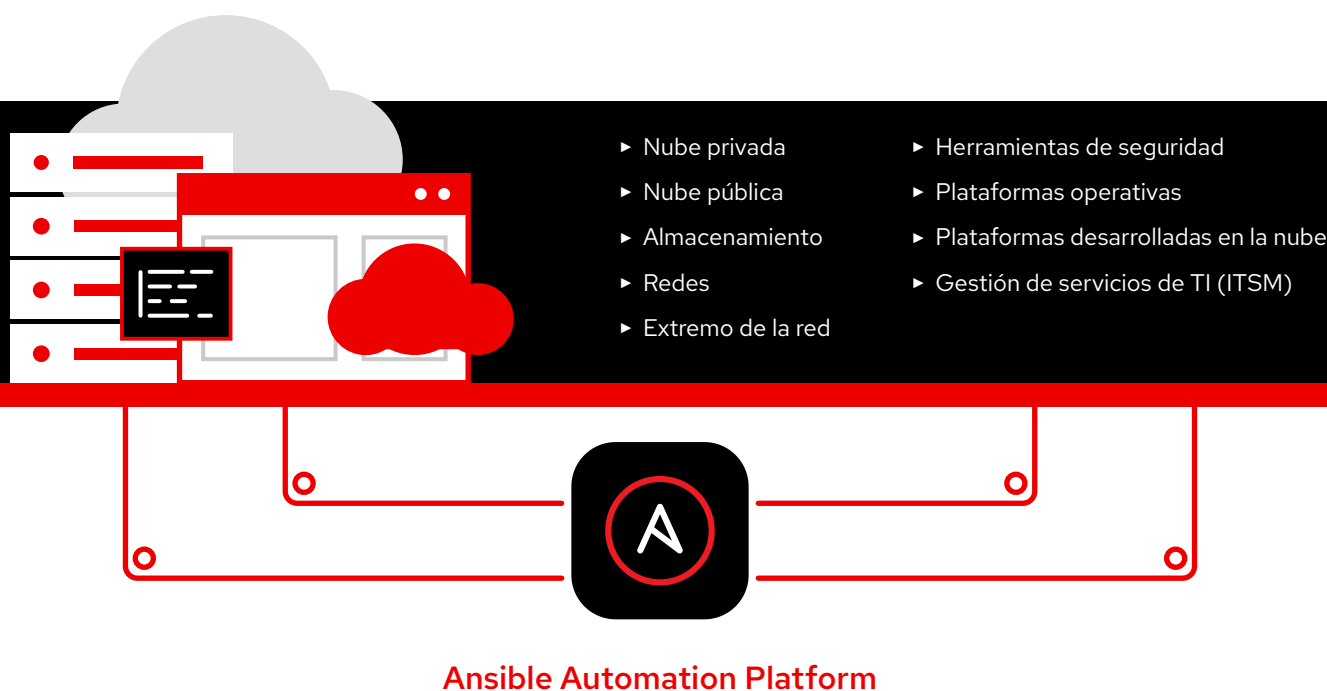 Nube privada
Nube pública
Almacenamiento
Redes
Extremo de la red
Herramientas de seguridad
Plataformas operativas
Plataformas desarrolladas en la nube
Gestión de servicios de TI (ITSM)
Ansible Automation Platform